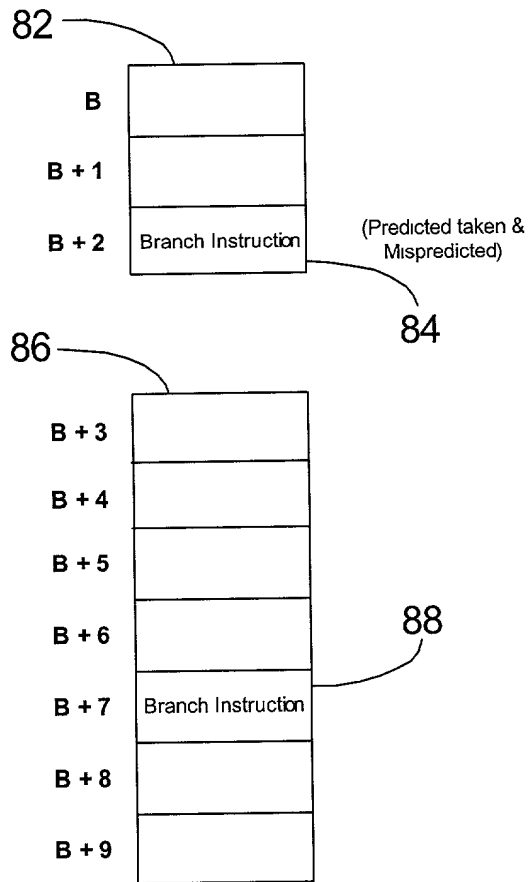 82
B
B + 1
B + 2 Branch Instruction
(Predicted taken &
Mispredicted)
84
86
B + 3
B + 4
B + 5
B + 6
88
B + 7 Branch Instruction
B + 8
B + 9